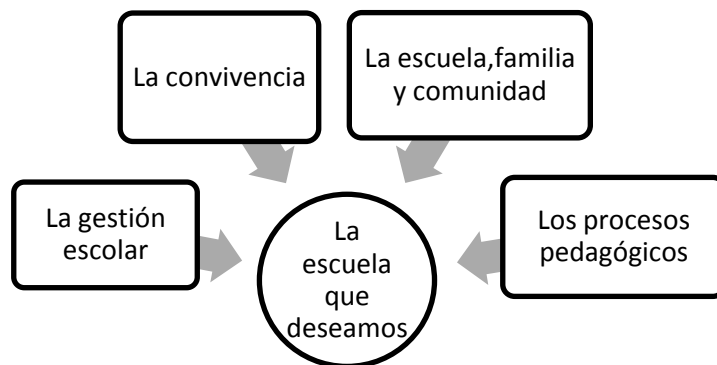 La convivencia
La escuela,familia
y comunidad
La gestión
escolar
Los procesos
pedagógicos
La
escuela
que
deseamos